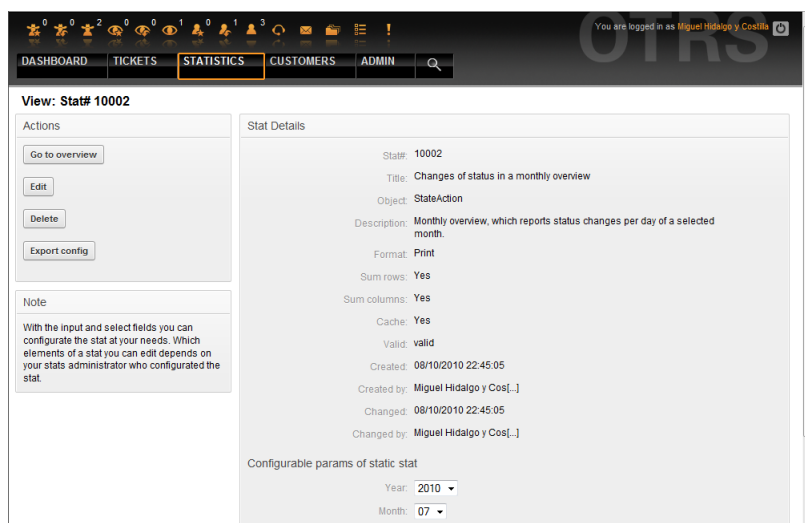 0 0 2 0 0 1 0 1 3
You are logged in as Miguel Hidalgo y Costilla
OTRS
DASHBOARD TICKETS STATISTICS CUSTOMERS ADMIN
View: Stat# 10002
Actions
Go to overview
Edit
Delete
Export config
Note
With the input and select fields you can
configure the stat at your needs. Which
elements of a stat you can edit depends on
your stats administrator who configurated the
stat.
Stat Details
Stat#: 10002
Title: Changes of status in a monthly overview
Object: StateAction
Description: Monthly overview, which reports status changes per day of a selected
month.
Format: Print
Sum rows: Yes
Sum columns: Yes
Cache: Yes
Valid: valid
Created: 08/10/2010 22:45:05
Created by: Miguel Hidalgo y Cos[...]
Changed: 08/10/2010 22:45:05
Changed by: Miguel Hidalgo y Cos[...]
Configurable params of static stat
Year: 2010
Month: 07